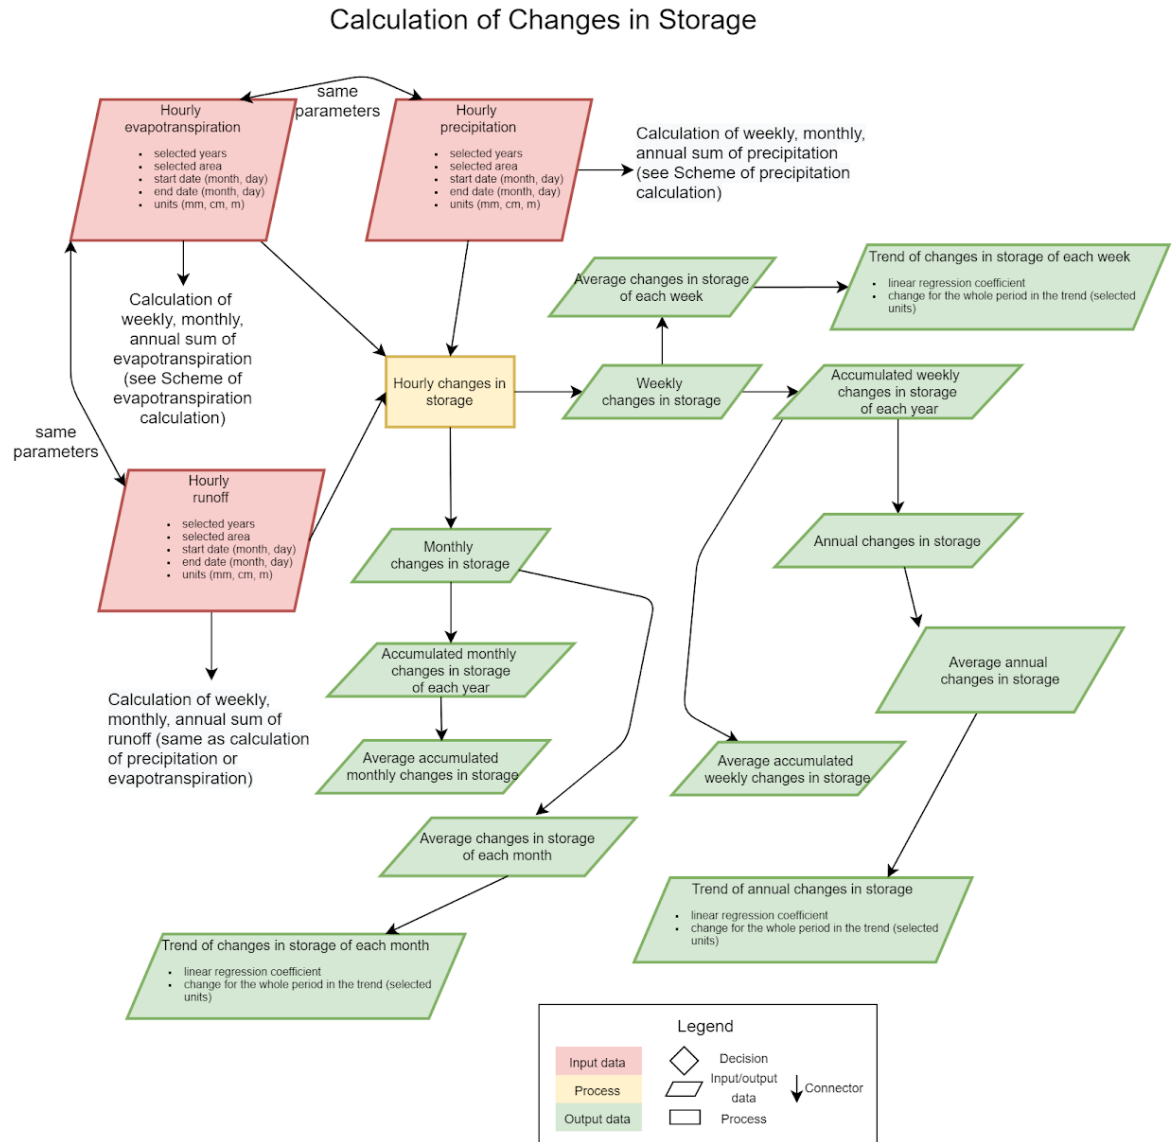 Calculation of Changes in Storage
same
parameters
Hourly
evapotranspiration
• selected years
• selected area
• start date (month, day)
• end date (month, day)
• units (mm, cm, m)
Hourly
precipitation
• selected years
• selected area
• start date (month, day)
• end date (month, day)
• units (mm, cm, m)
Calculation of weekly, monthly,
annual sum of precipitation
(see Scheme of precipitation
calculation)
Calculation of
weekly, monthly,
annual sum of
evapotranspiration
(see Scheme of
evapotranspiration
calculation)
Average changes in storage
of each week
Trend of changes in storage of each week
• linear regression coefficient
• change for the whole period in the trend (selected
units)
Hourly changes in
storage
Weekly
changes in storage
Accumulated weekly
changes in storage
of each year
same
parameters
Hourly
runoff
• selected years
• selected area
• start date (month, day)
• end date (month, day)
• units (mm, cm, m)
Monthly
changes in storage
Annual changes in storage
Accumulated monthly
changes in storage
of each year
Average annual
changes in storage
Calculation of weekly,
monthly, annual sum of
runoff (same as calculation
of precipitation or
evapotranspiration)
Average accumulated
monthly changes in storage
Average accumulated
weekly changes in storage
Average changes in storage
of each month
Trend of annual changes in storage
• linear regression coefficient
• change for the whole period in the trend (selected
units)
Trend of changes in storage of each month
• linear regression coefficient
• change for the whole period in the trend (selected
units)
Legend
Input data
Process
Output data
Decision
Input/output
data
Process
Connector